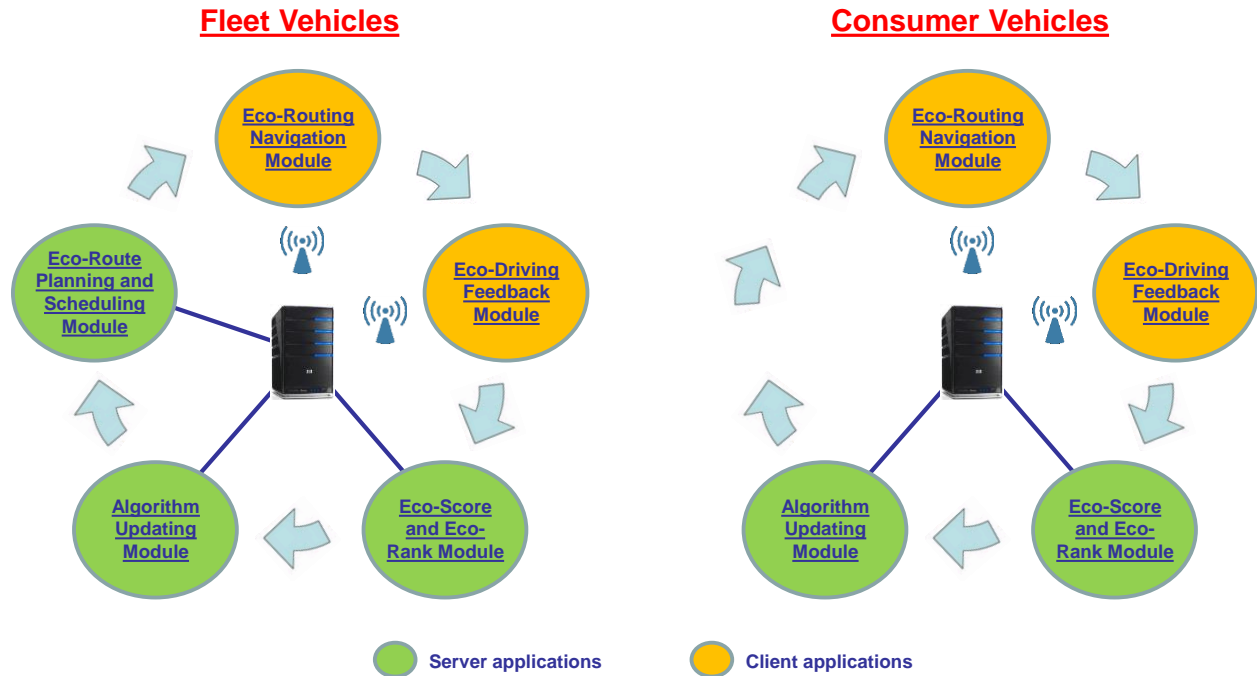 Fleet Vehicles
Eco-Routing
Navigation
Module
Eco-Route
Planning and
Scheduling
Module
Eco-Driving
Feedback
Module
Algorithm
Updating
Module
Eco-Score
and Eco-
Rank Module
Consumer Vehicles
Eco-Routing
Navigation
Module
Eco-Driving
Feedback
Module
Algorithm
Updating
Module
Eco-Score
and Eco-
Rank Module
Server applications
Client applications